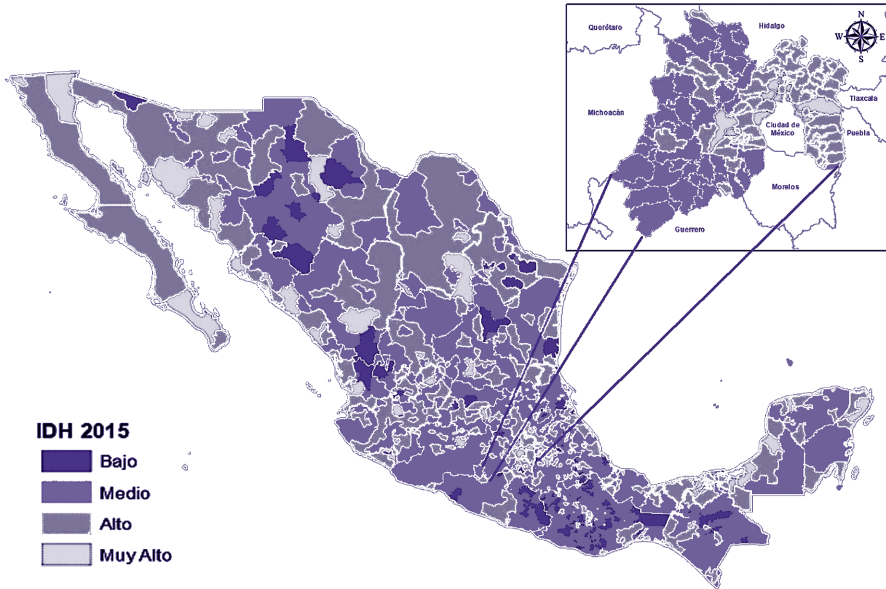 N
W
E
S
Querétaro
Hidalgo
Michoacán
Tlaxcala
Ciudad de
México
Puebla
Morelos
Guerrero
IDH 2015
Bajo
Medio
Alto
Muy Alto